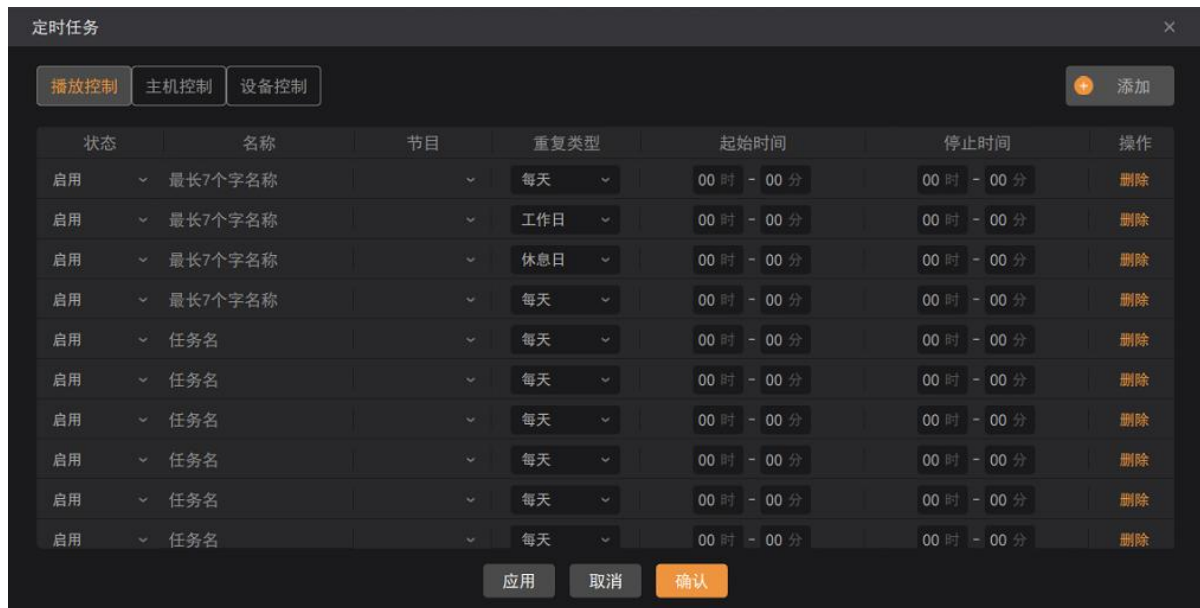 定时任务
播放控制 主机控制 设备控制 添加
状态 名称 节目 重复类型 起始时间 停止时间 操作
启用 最长7个字名称 每天 00 时 - 00 分 00 时 - 00 分 删除
启用 最长7个字名称 工作日 00 时 - 00 分 00 时 - 00 分 删除
启用 最长7个字名称 休息日 00 时 - 00 分 00 时 - 00 分 删除
启用 最长7个字名称 每天 00 时 - 00 分 00 时 - 00 分 删除
启用 任务名 每天 00 时 - 00 分 00 时 - 00 分 删除
启用 任务名 每天 00 时 - 00 分 00 时 - 00 分 删除
启用 任务名 每天 00 时 - 00 分 00 时 - 00 分 删除
启用 任务名 每天 00 时 - 00 分 00 时 - 00 分 删除
启用 任务名 每天 00 时 - 00 分 00 时 - 00 分 删除
启用 任务名 每天 00 时 - 00 分 00 时 - 00 分 删除
应用 取消 确认